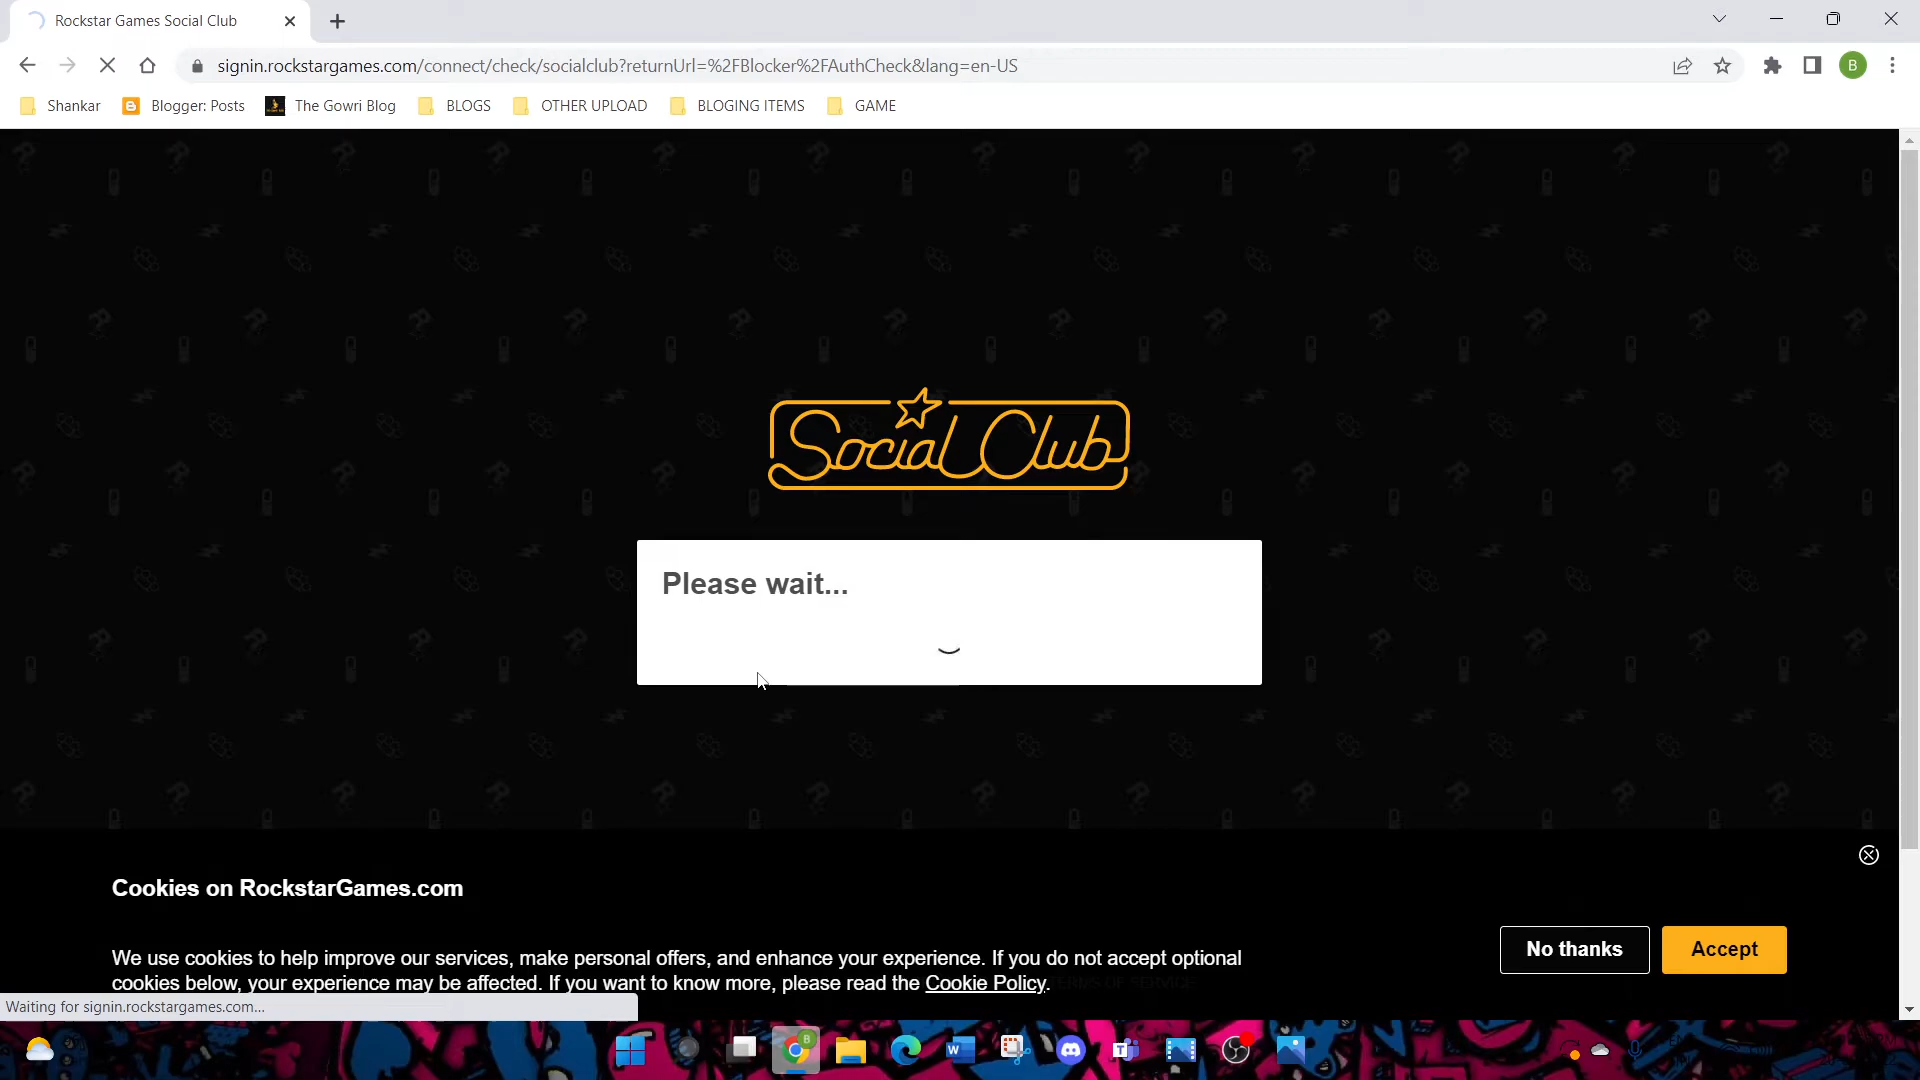 Rockstar Games Social Club
signin.rockstargames.com/connect/check/socialclub?returnUrl=%2FBlocker%2FAuthCheck&lang=en-US
B
Shankar
Blogger: Posts
The Gowri Blog
BLOGS
OTHER UPLOAD
BLOGING ITEMS
GAME
Social Club
Please wait...
Cookies on RockstarGames.com
We use cookies to help improve our services, make personal offers, and enhance your experience. If you do not accept optional
cookies below, your experience may be affected. If you want to know more, please read the Cookie Policy.
No thanks
Accept
TERMS OF SERVICE
Waiting for signin.rockstargames.com...